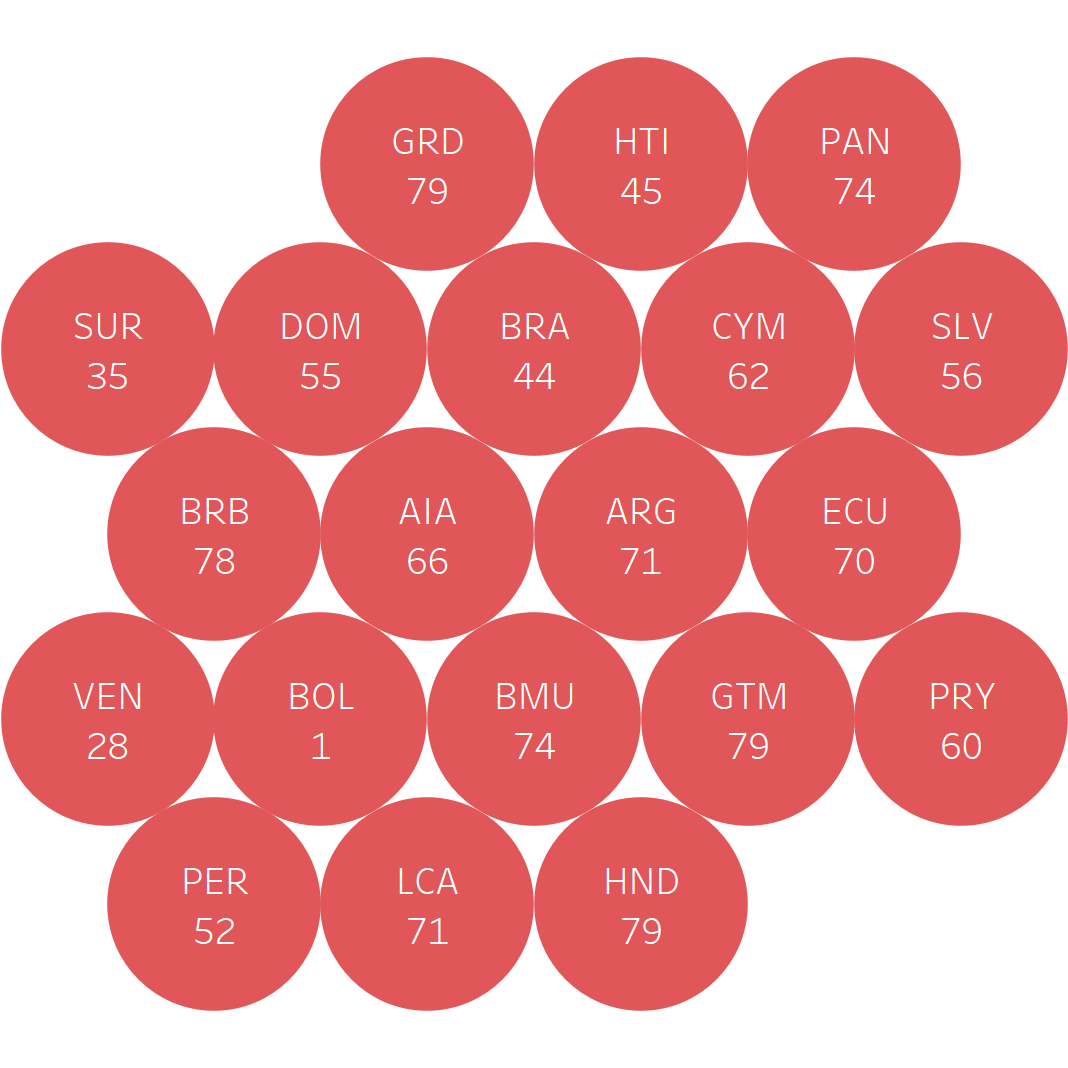 GRD
79
HTI
45
PAN
74
SUR
35
DOM
55
BRA
44
CYM
62
SLV
56
BRB
78
AIA
66
ARG
71
ECU
70
VEN
28
BOL
1
BMU
74
GTM
79
PRY
60
PER
52
LCA
71
HND
79